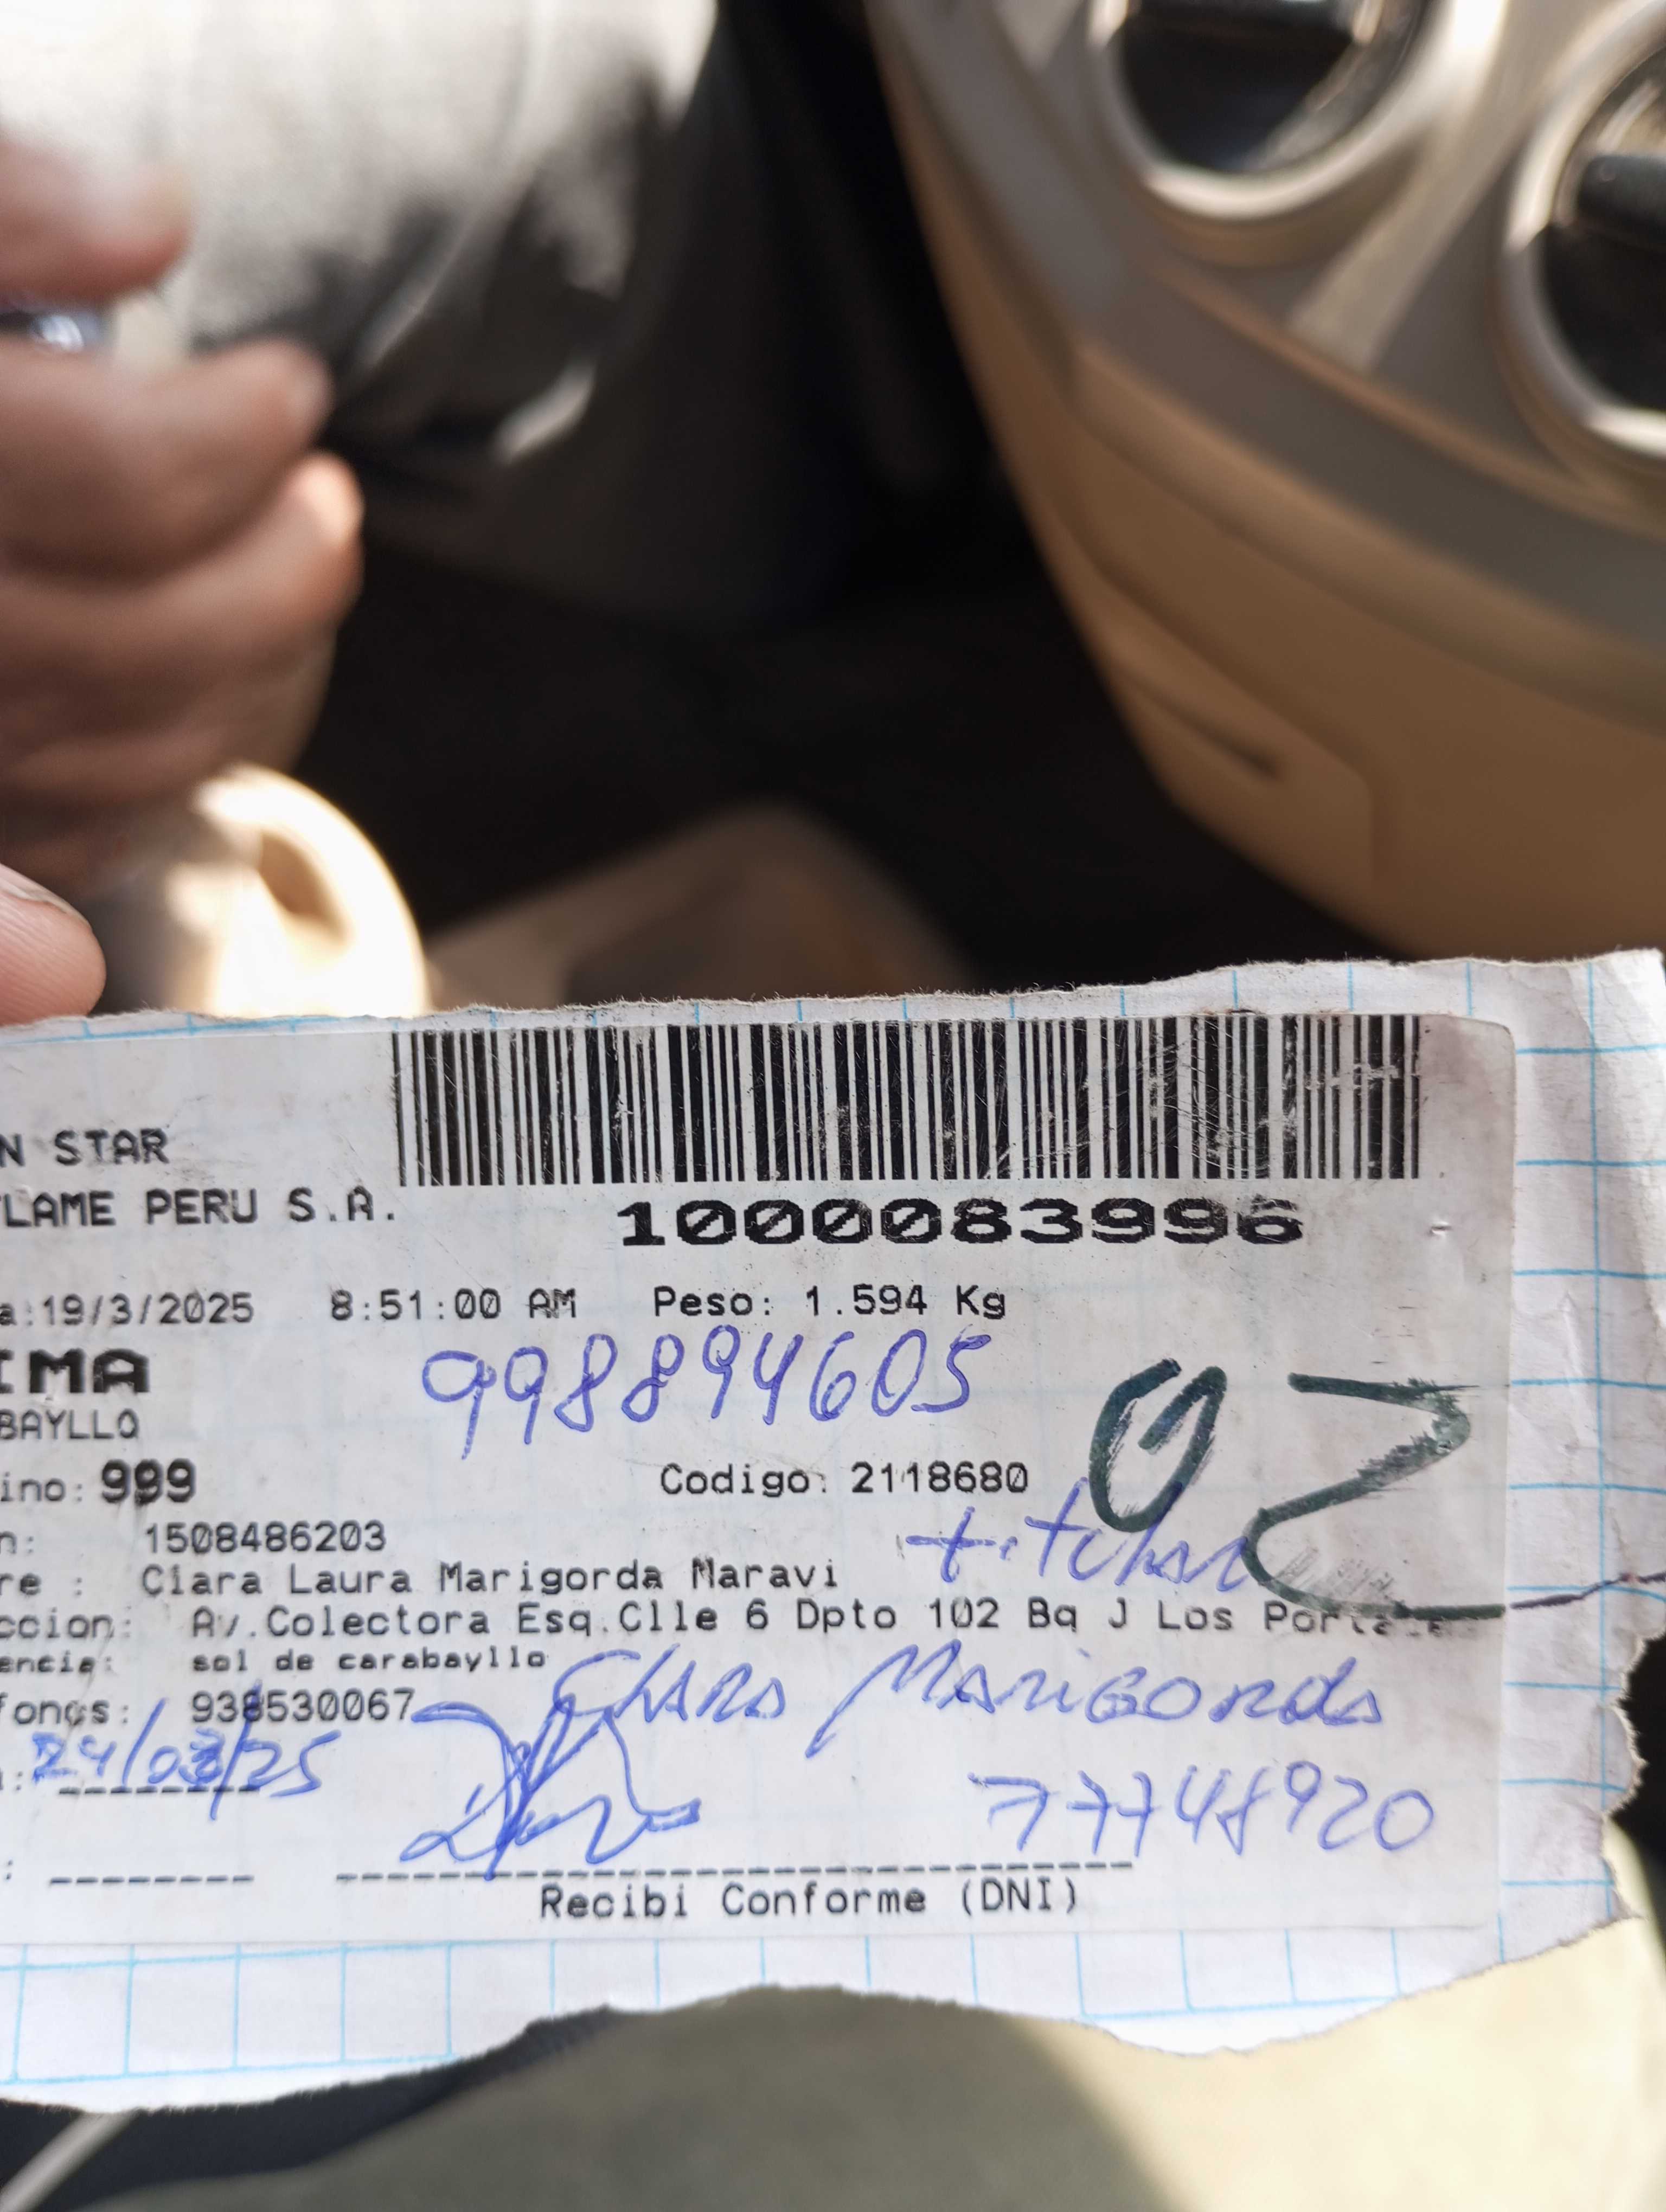 N STAR
LAME PERU S.A.
1000083996
a:19/3/2025 8:51:00 AM Peso: 1.594 Kg
IMA
998894605
BAYLLO
02
ino: 999 Codigo: 2118680
n: 1508486203
t. titular
re : Clara Laura Marigorda Maravi
ccion: Av.Colectora Esq.Clle 6 Dpto 102 Bq J Los Portale
encia: sol de carabayllo
Clara Marigorda
fonos: 938530067
: 24/03/25
77748920
Recibi Conforme (DNI)